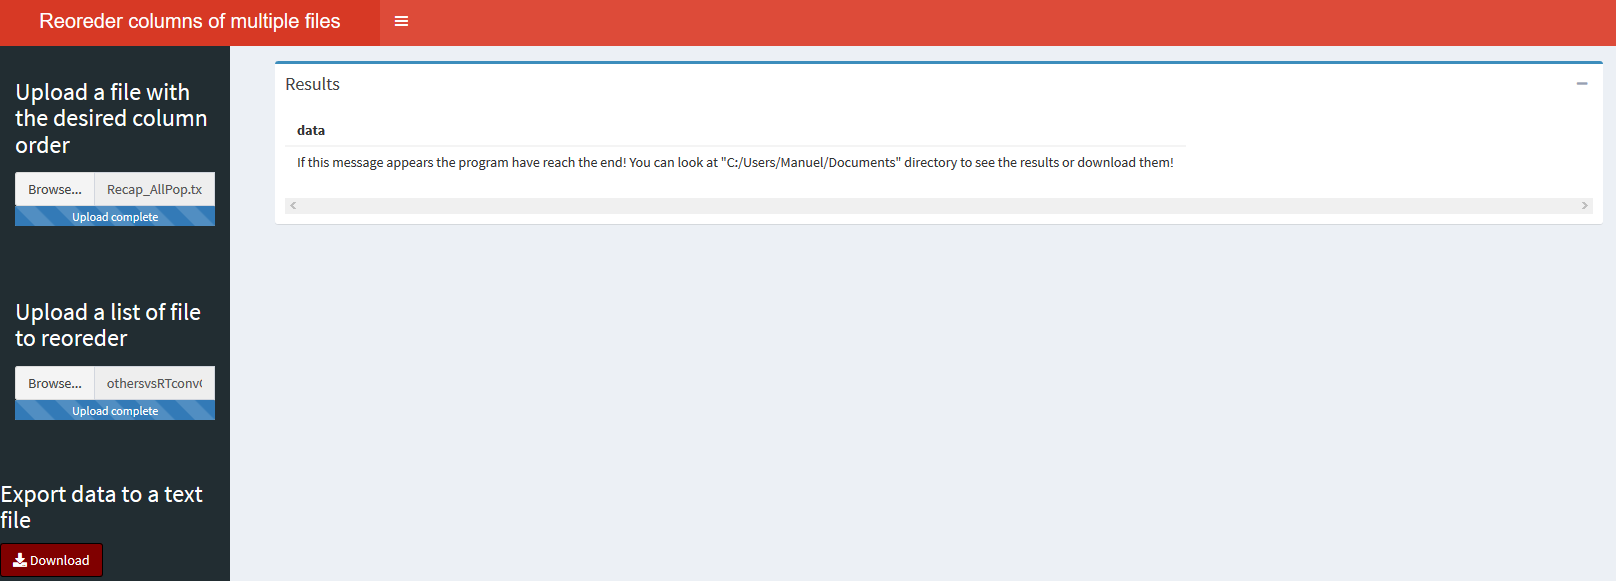 Reoreder columns of multiple files
Upload a file with
the desired column
order
Browse... Recap_AllPop.tx
Upload complete
Upload a list of file
to reoreder
Browse... othersvsRTconv
Upload complete
Export data to a text
file
Download
Results
data
If this message appears the program have reach the end! You can look at "C:/Users/Manuel/Documents" directory to see the results or download them!